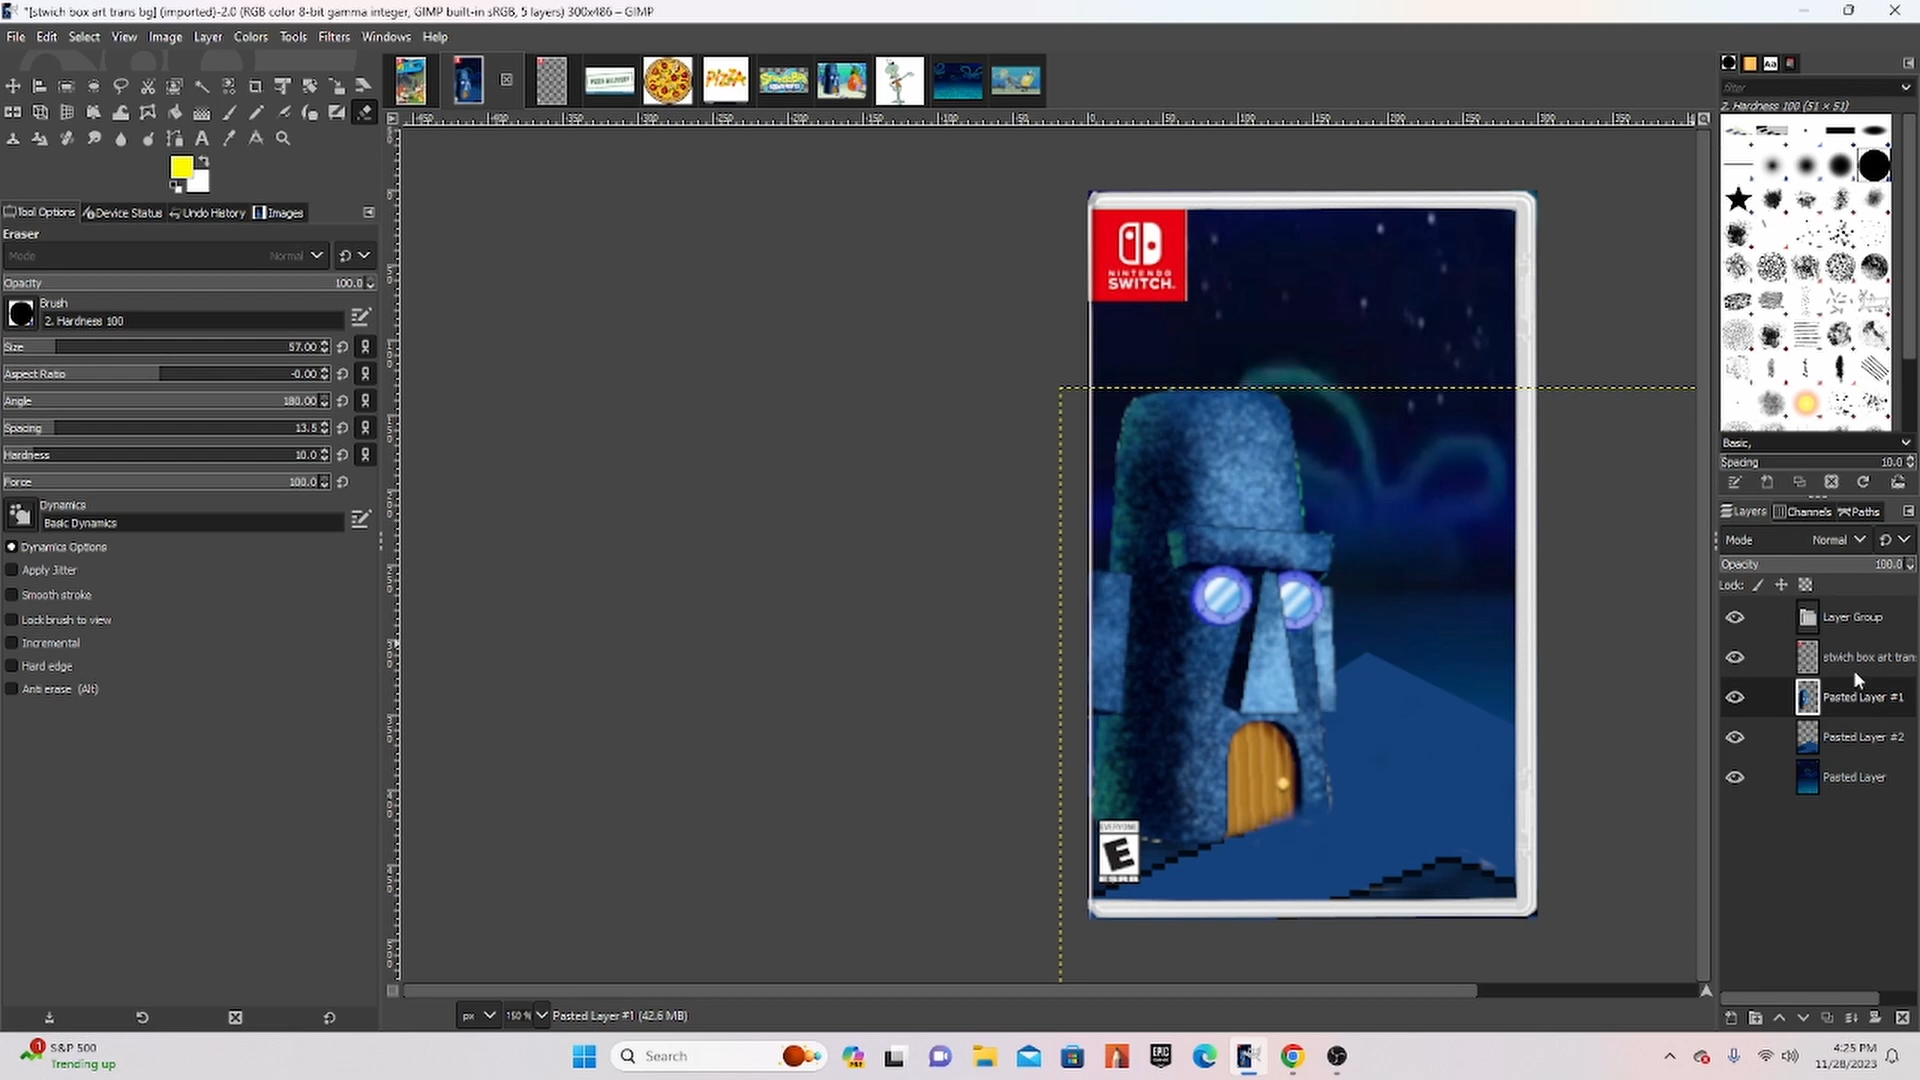 *[stwich box art trans bg] (imported)-2.0 (RGB color 8-bit gamma integer, GIMP built-in sRGB, 5 layers) 300x486 – GIMP
File Edit Select View Image Layer Colors Tools Filters Windows Help
Tool Options Device Status Undo History Images
Eraser
Mode Normal
Opacity 100.0
Brush
2. Hardness 100
Size 57.00
Aspect Ratio -0.00
Angle 180.00
Spacing 13.5
Hardness 10.0
Force 100.0
Dynamics
Basic Dynamics
Dynamics Options
Apply Jitter
Smooth stroke
Lock brush to view
Incremental
Hard edge
Anti erase (Alt)
PIZZA
NINTENDO
SWITCH.
EVERYONE
E
ESRB
px 150 % Pasted Layer #1 (42.6 MB)
filter
2. Hardness 100 (51 × 51)
Basic,
Spacing 10.0
Layers Channels Paths
Mode Normal
Opacity 100.0
Lock:
Layer Group
stwich box art tran
Pasted Layer #1
Pasted Layer #2
Pasted Layer
1
S&P 500
Trending up
Search
EPIC
4:25 PM
11/28/2023